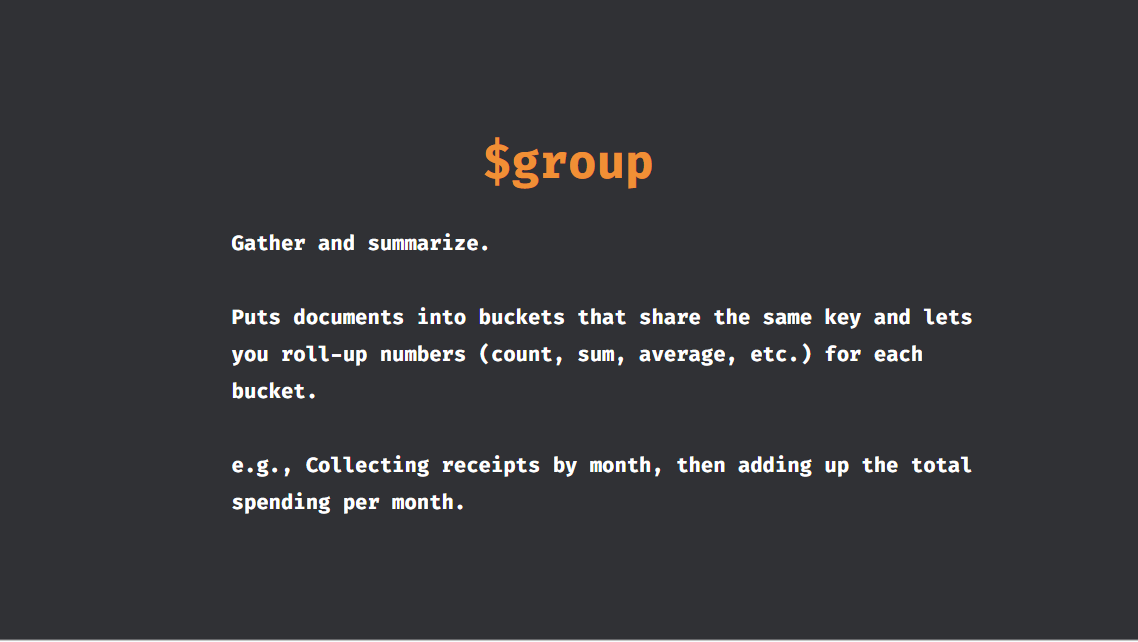 $group
Gather and summarize.
Puts documents into buckets that share the same key and lets
you roll-up numbers (count, sum, average, etc.) for each
bucket.
e.g., Collecting receipts by month, then adding up the total
spending per month.